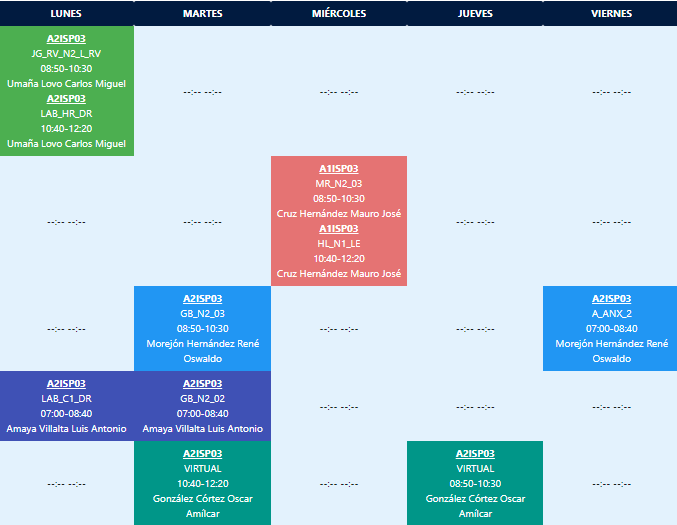 LUNES MARTES MIÉRCOLES JUEVES VIERNES
A2ISP03
JG_RV_N2_L_RV
08:50-10:30
Umaña Lovo Carlos Miguel
A2ISP03
LAB_HR_DR
10:40-12:20
Umaña Lovo Carlos Miguel
--:-- --:--
--:-- --:--
--:-- --:--
--:-- --:--
--:-- --:--
--:-- --:--
A1ISP03
MR_N2_03
08:50-10:30
Cruz Hernández Mauro José
A1ISP03
HL_N1_LE
10:40-12:20
Cruz Hernández Mauro José
--:-- --:--
--:-- --:--
--:-- --:--
A2ISP03
GB_N2_03
08:50-10:30
Morejón Hernández René
Oswaldo
--:-- --:--
--:-- --:--
A2ISP03
A_ANX_2
07:00-08:40
Morejón Hernández René
Oswaldo
A2ISP03
LAB_C1_DR
07:00-08:40
Amaya Villalta Luis Antonio
A2ISP03
GB_N2_02
07:00-08:40
Amaya Villalta Luis Antonio
--:-- --:--
--:-- --:--
--:-- --:--
--:-- --:--
A2ISP03
VIRTUAL
10:40-12:20
González Córtez Oscar
Amílcar
--:-- --:--
A2ISP03
VIRTUAL
08:50-10:30
González Córtez Oscar
Amílcar
--:-- --:--